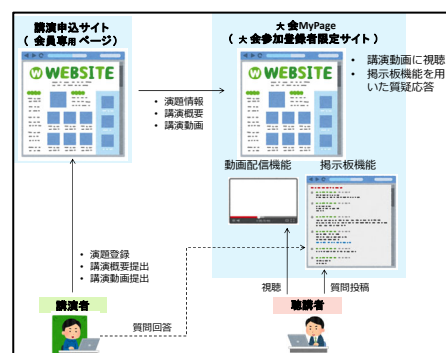 講演申込サイト
（ 会員専用 ページ）
WEBSITE
大 会MyPage
（ 大 会参加登録者限定サイト）
WEBSITE
• 講演動画に視聴
• 掲示板機能を用
いた質疑応答
• 演題情報
• 講演概要
• 講演動画
動画配信機能
掲示板機能
• 演題登録
• 講演概要提出
• 講演動画提出
視聴
質問投稿
講演者
質問回答
聴講者